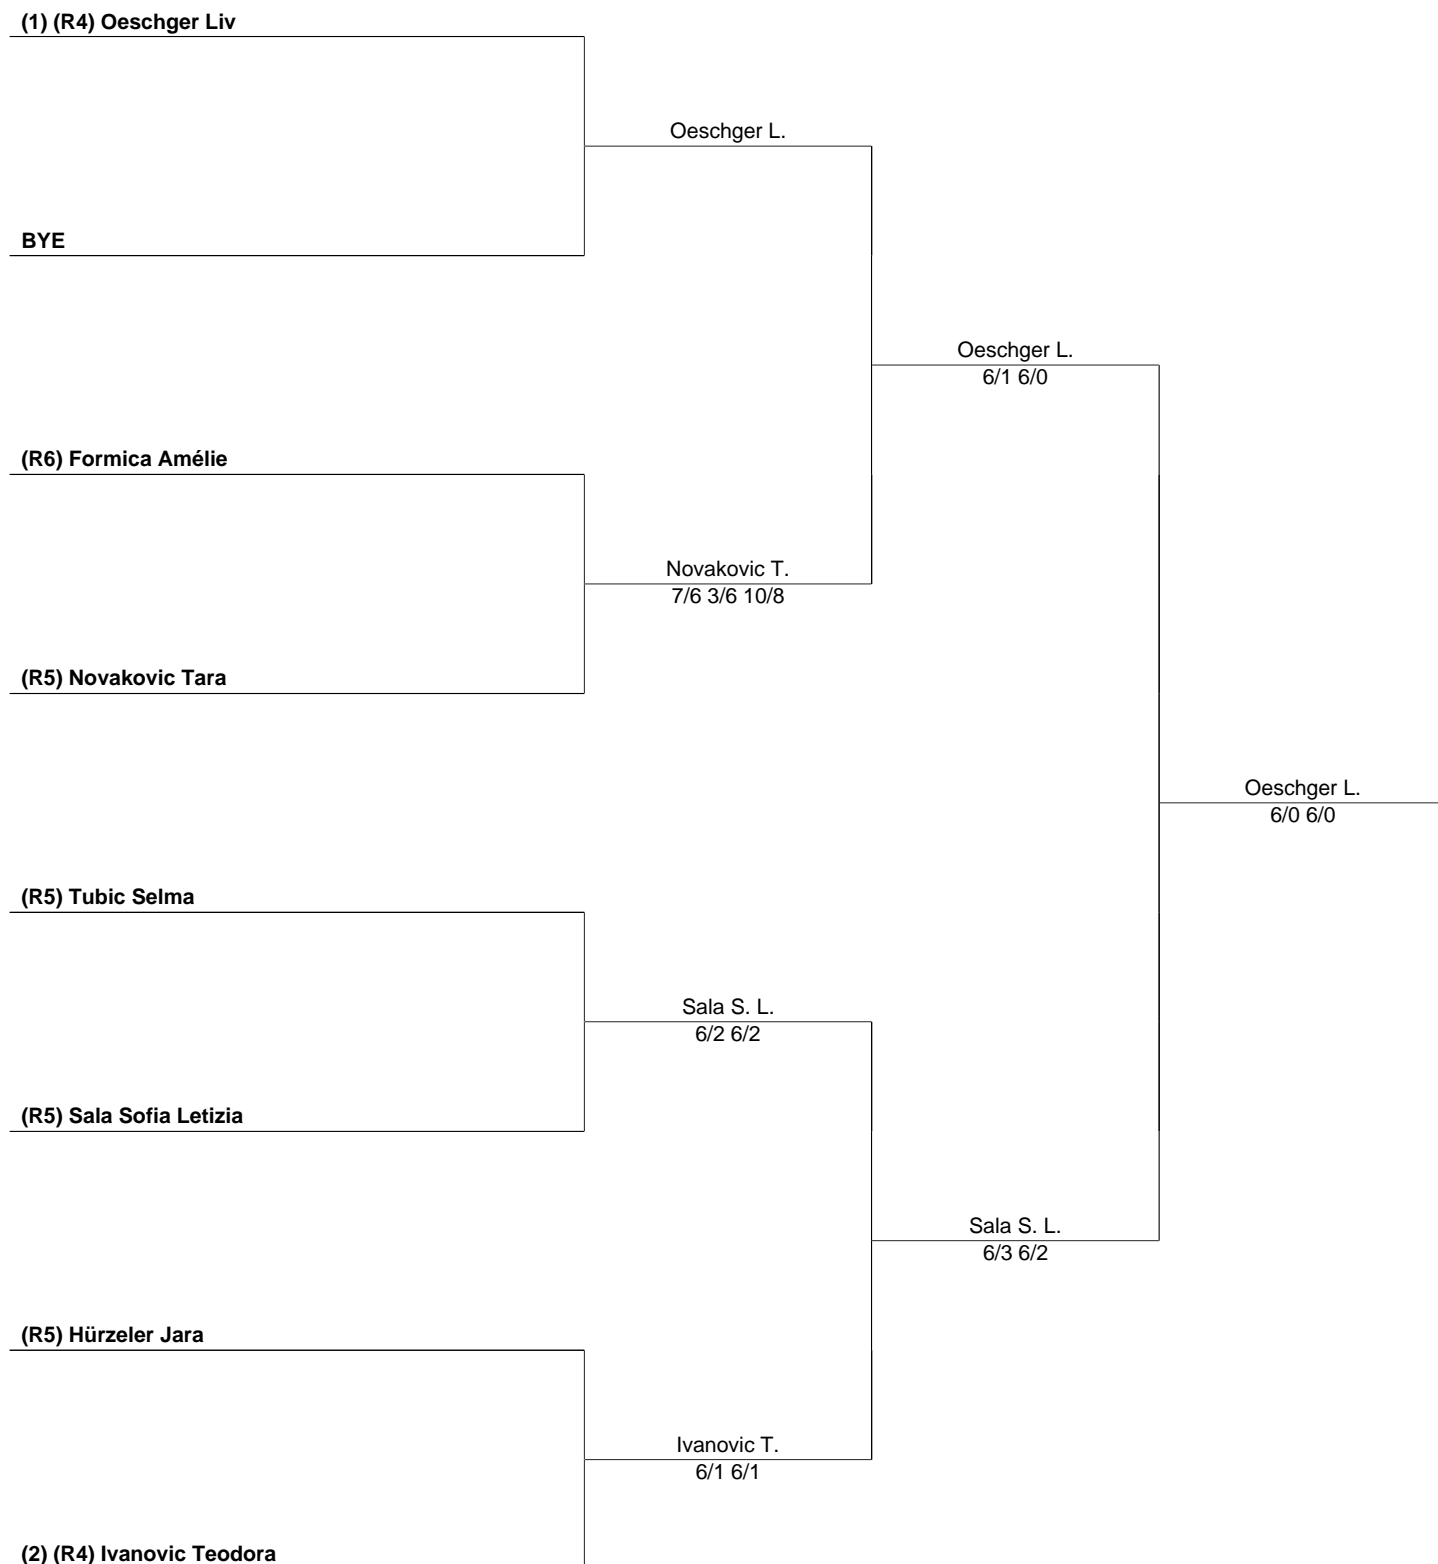 (1) (R4) Oeschger Liv
Oeschger L.
BYE
Oeschger L.
6/1 6/0
(R6) Formica Amélie
Novakovic T.
7/6 3/6 10/8
(R5) Novakovic Tara
Oeschger L.
6/0 6/0
(R5) Tubic Selma
Sala S. L.
6/2 6/2
(R5) Sala Sofia Letizia
Sala S. L.
6/3 6/2
(R5) Hürzeler Jara
Ivanovic T.
6/1 6/1
(2) (R4) Ivanovic Teodora